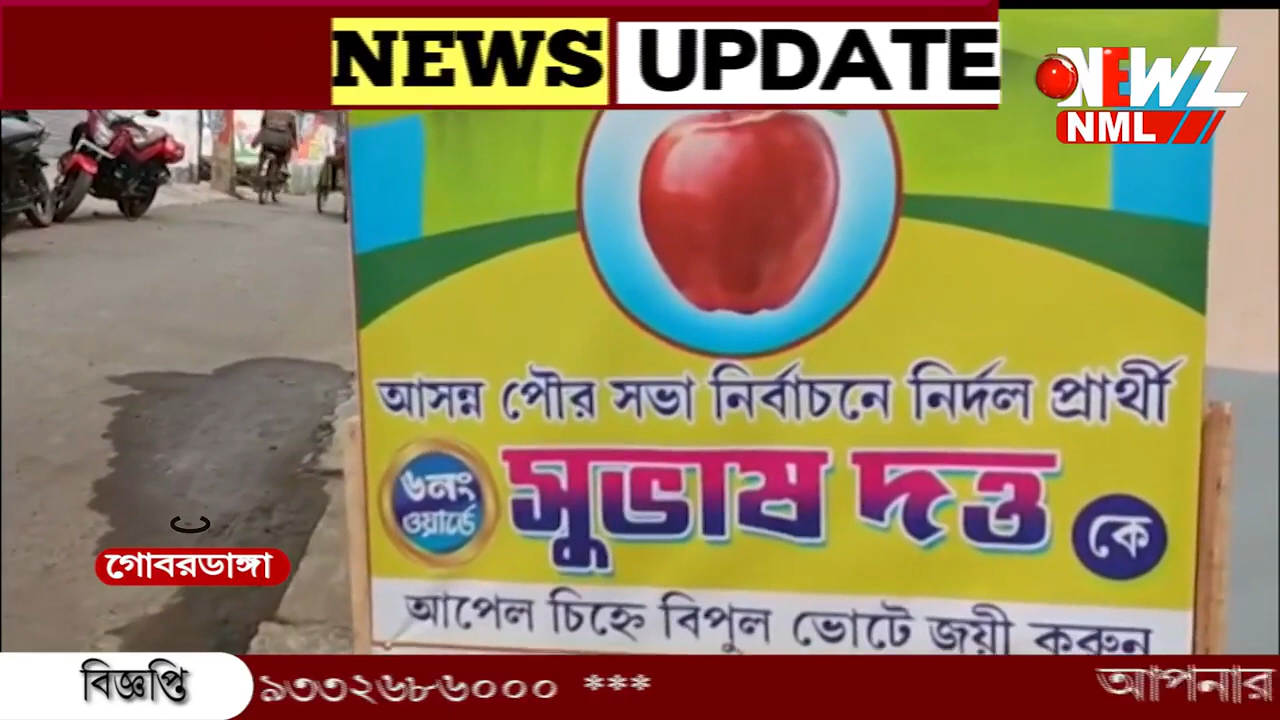 NEWS UPDATE
NEWZ
NML
আসন্ন পৌর সভা নির্বাচনে নির্দল প্রার্থী
৬নং
ওয়ার্ডে
সুভাষ দত্ত কে
আপেল চিহ্নে বিপুল ভোটে জয়ী করুন
গোবরডাঙ্গা
বিজ্ঞপ্তি ৯৩৩২৬৮৬০০০ *** আপনার